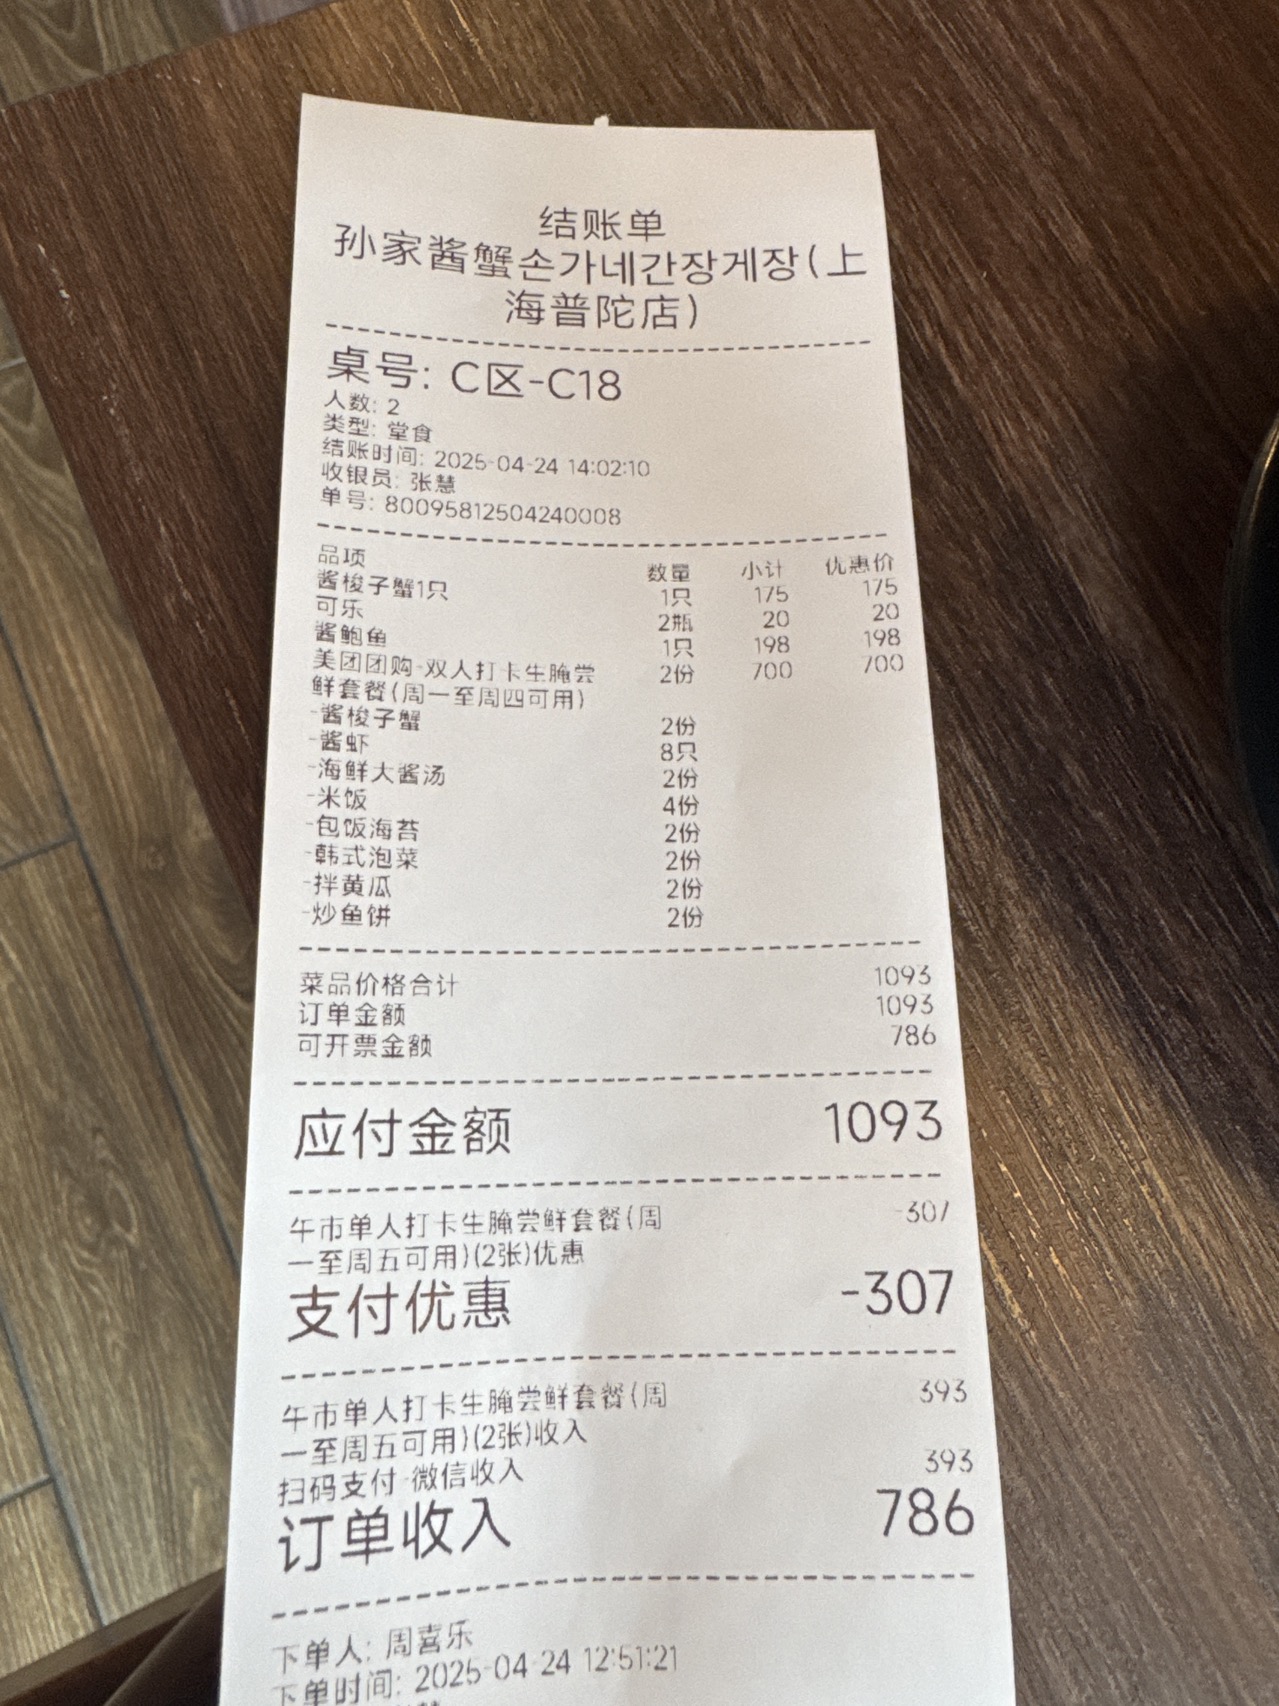 结账单
孙家酱蟹손가네간장게장(上
海普陀店)
桌号: C区-C18
人数: 2
类型: 堂食
结账时间: 2025-04-24 14:02:10
收银员: 张慧
单号: 80095812504240008
品项 数量 小计 优惠价
酱梭子蟹1只 1只 175 175
可乐 2瓶 20 20
酱鲍鱼 1只 198 198
美团团购-双人打卡生腌尝 2份 700 700
鲜套餐(周一至周四可用)
-酱梭子蟹 2份
-酱虾 8只
-海鲜大酱汤 2份
-米饭 4份
-包饭海苔 2份
-韩式泡菜 2份
-拌黄瓜 2份
-炒鱼饼 2份
菜品价格合计 1093
订单金额 1093
可开票金额 786
应付金额 1093
午市单人打卡生腌尝鲜套餐(周 -307
一至周五可用)(2张)优惠
支付优惠 -307
午市单人打卡生腌尝鲜套餐(周 393
一至周五可用)(2张)收入
扫码支付-微信收入 393
订单收入 786
下单人: 周喜乐
下单时间: 2025-04-24 12:51:21